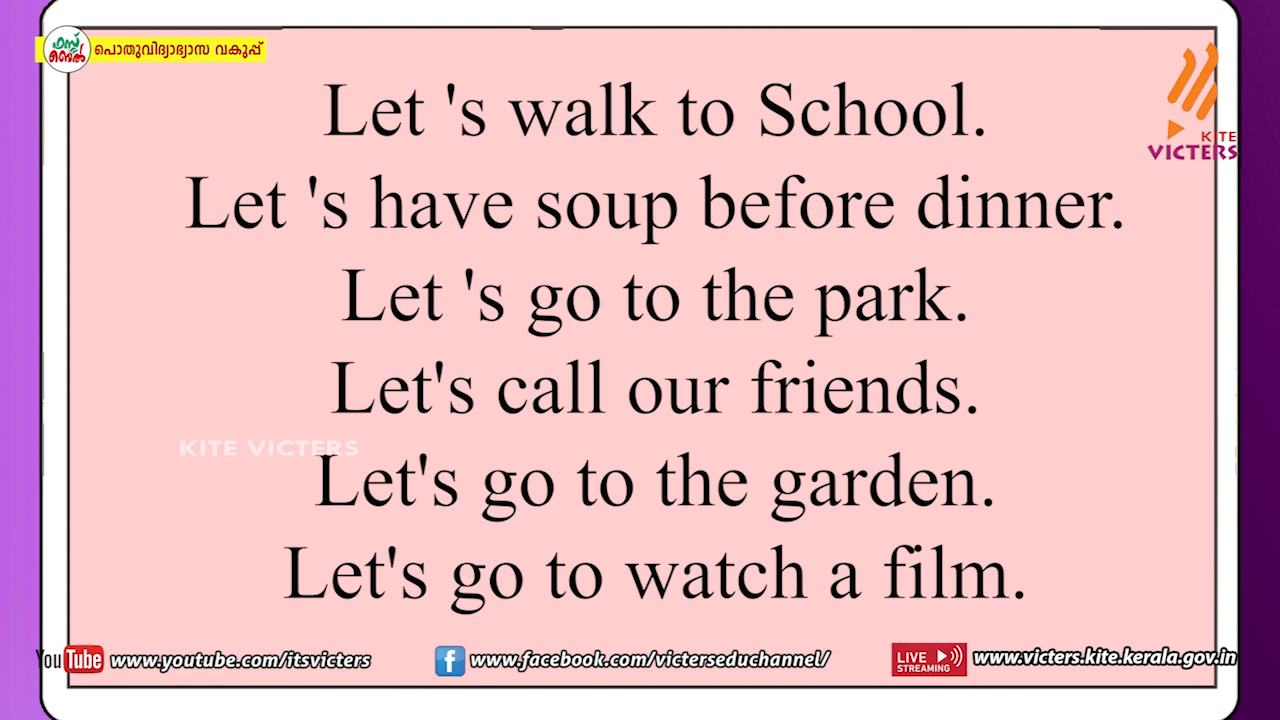 ഫസ്റ്റ്
ബെൽ
പൊതുവിദ്യാഭ്യാസ വകുപ്പ്
KITE
VICTERS
Let 's walk to School.
Let 's have soup before dinner.
Let 's go to the park.
Let's call our friends.
KITE VICTERS
Let's go to the garden.
Let's go to watch a film.
YouTube www.youtube.com/itsvicters
f www.facebook.com/victerseduchannel/
LIVE
STREAMING
www.victers.kite.kerala.gov.in